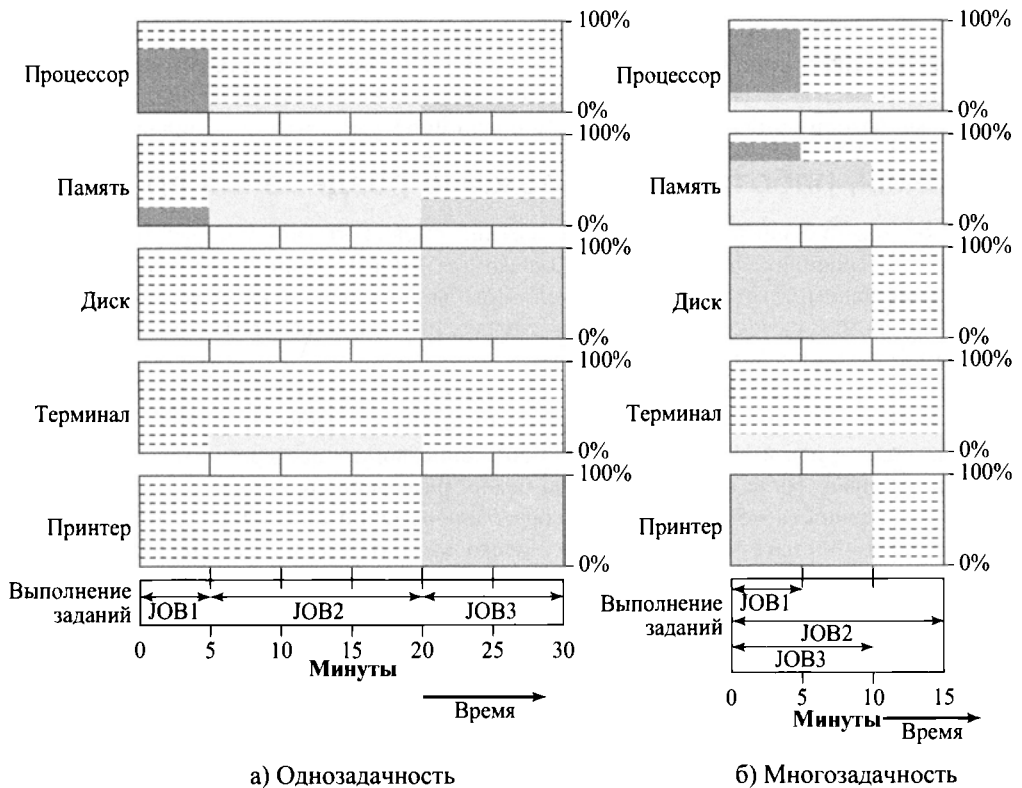 Процессор
100%
0%
Память
100%
0%
Диск
100%
0%
Терминал
100%
0%
Принтер
100%
0%
Выполнение
заданий
JOB1 JOB2 JOB3
0 5 10 15 20 25 30
Минуты
Время
а) Однозадачность
Процессор
100%
0%
Память
100%
0%
Диск
100%
0%
Терминал
100%
0%
Принтер
100%
0%
Выполнение
заданий
JOB1
JOB2
JOB3
0 5 10 15
Минуты
Время
б) Многозадачность